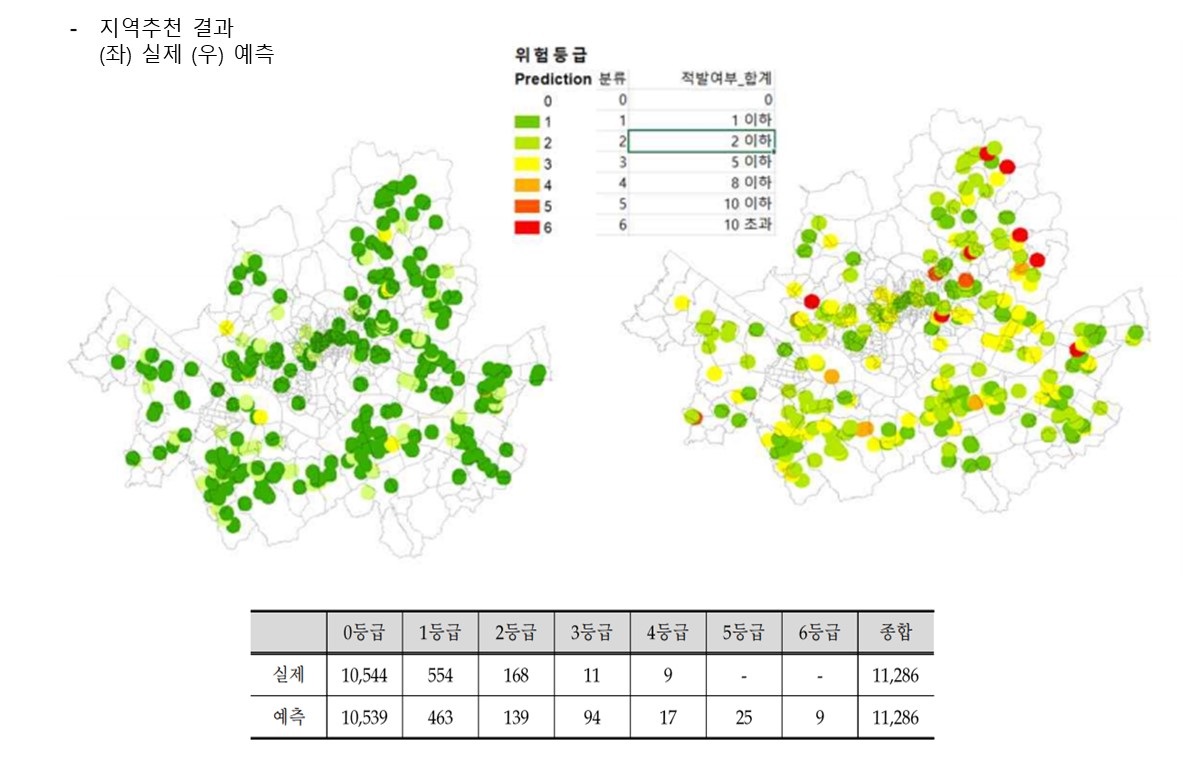 - 지역추천 결과
(좌) 실제 (우) 예측
위험등급
Prediction 분류 적발여부_합계
0 0 0
1 1 1 이하
2 2 2 이하
3 3 5 이하
4 4 8 이하
5 5 10 이하
6 6 10 초과
0등급 1등급 2등급 3등급 4등급 5등급 6등급 종합
실제 10,544 554 168 11 9 - - 11,286
예측 10,539 463 139 94 17 25 9 11,286